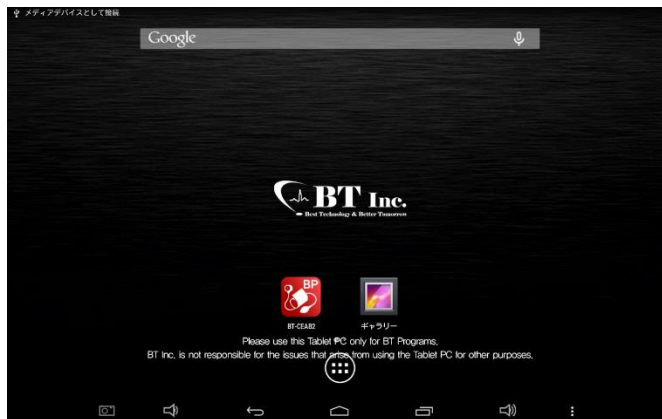 メディアデバイスとして接続
Google
BT Inc.
Best Technology & Better Tomorrow
BP
BT-CEAB2
ギャラリー
Please use this Tablet PC only for BT Programs.
BT Inc. is not responsible for the issues that arise from using the Tablet PC for other purposes.